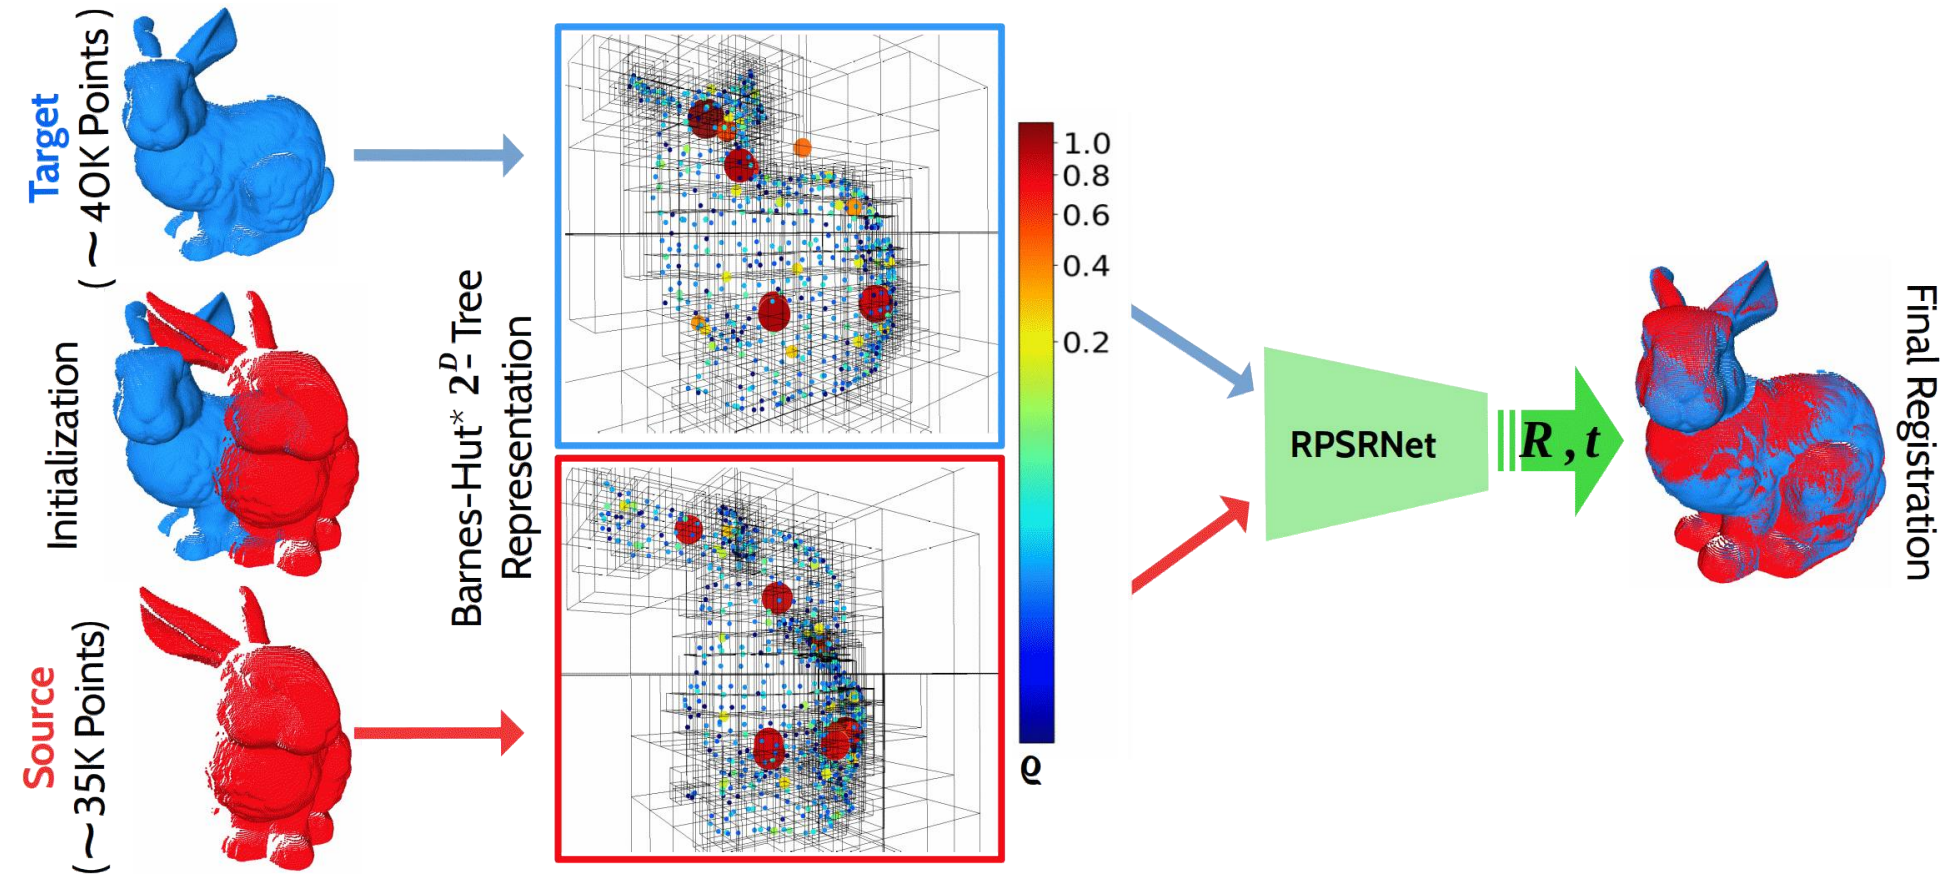 Target
(~ 40K Points)
Initialization
Source
(~35K Points)
Barnes-Hut* 2^D- Tree
Representation
1.0
0.8
0.6
0.4
0.2
ϱ
RPSRNet
R , t
Final Registration